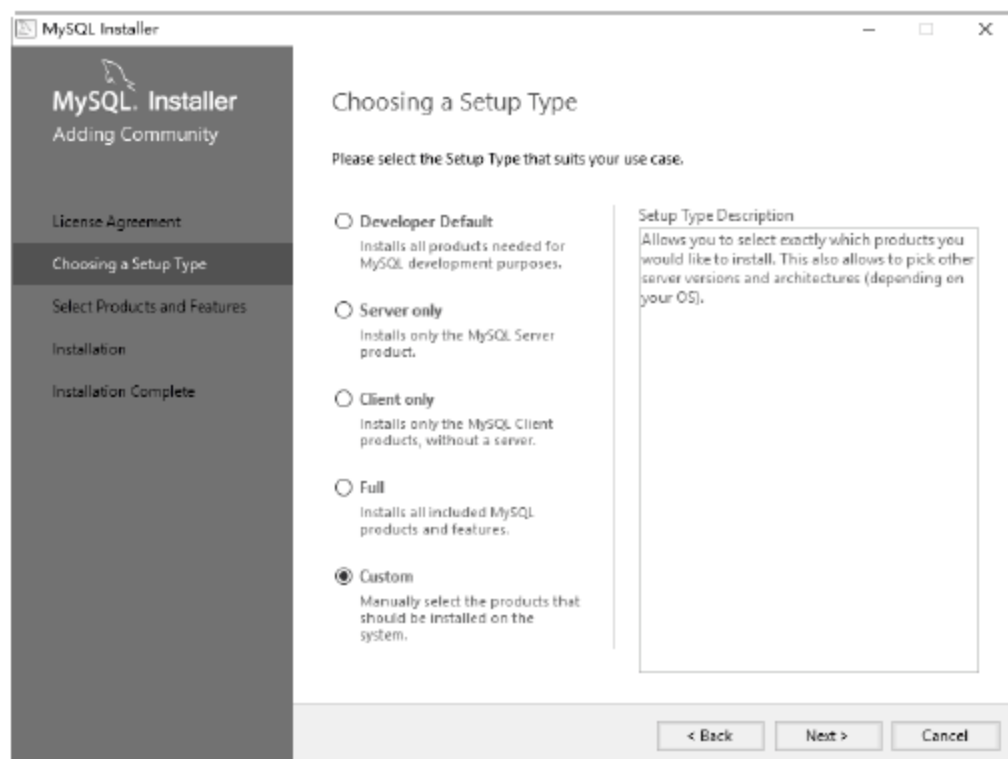 MySQL Installer
MySQL. Installer
Adding Community
License Agreement
Choosing a Setup Type
Select Products and Features
Installation
Installation Complete
Choosing a Setup Type
Please select the Setup Type that suits your use case.
Developer Default
Installs all products needed for
MySQL development purposes.
Server only
Installs only the MySQL Server
product.
Client only
Installs only the MySQL Client
products, without a server.
Full
Installs all included MySQL
products and features.
Custom
Manually select the products that
should be installed on the
system.
Setup Type Description
Allows you to select exactly which products you
would like to install. This also allows to pick other
server versions and architectures (depending on
your OS).
< Back
Next >
Cancel